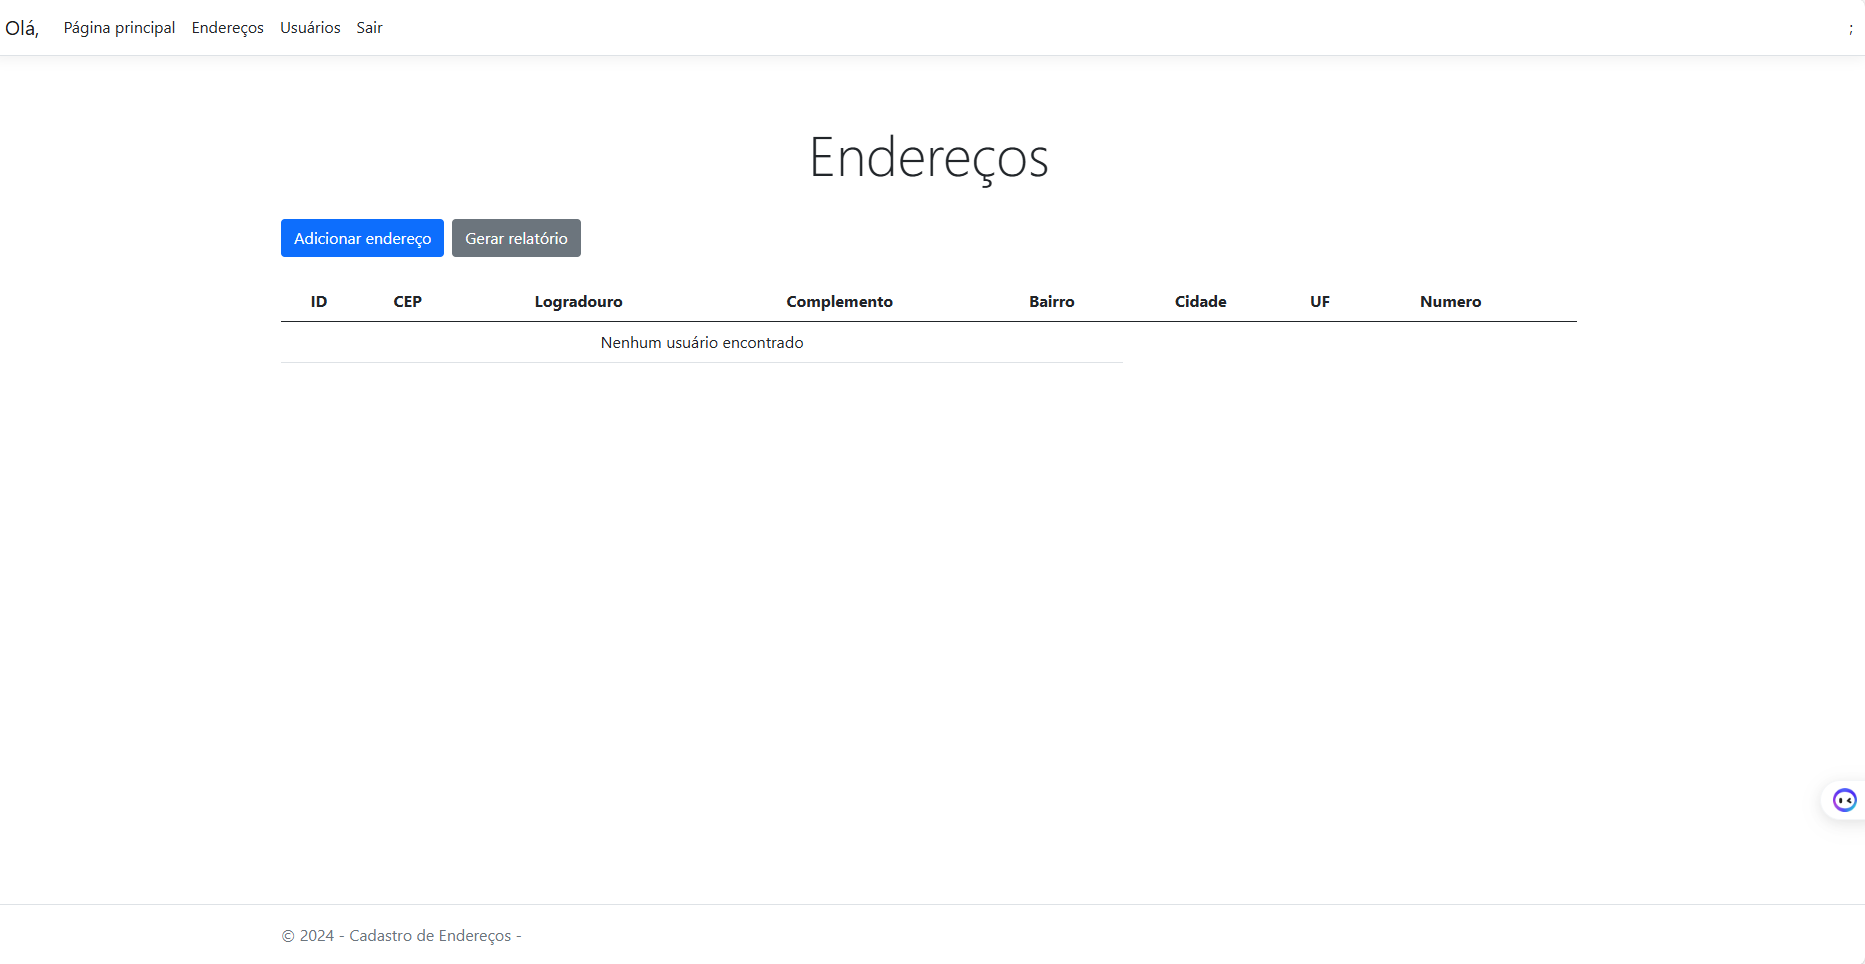 Olá, Página principal Endereços Usuários Sair ;
Endereços
Adicionar endereço Gerar relatório
ID CEP Logradouro Complemento Bairro Cidade UF Numero
Nenhum usuário encontrado
© 2024 - Cadastro de Endereços -